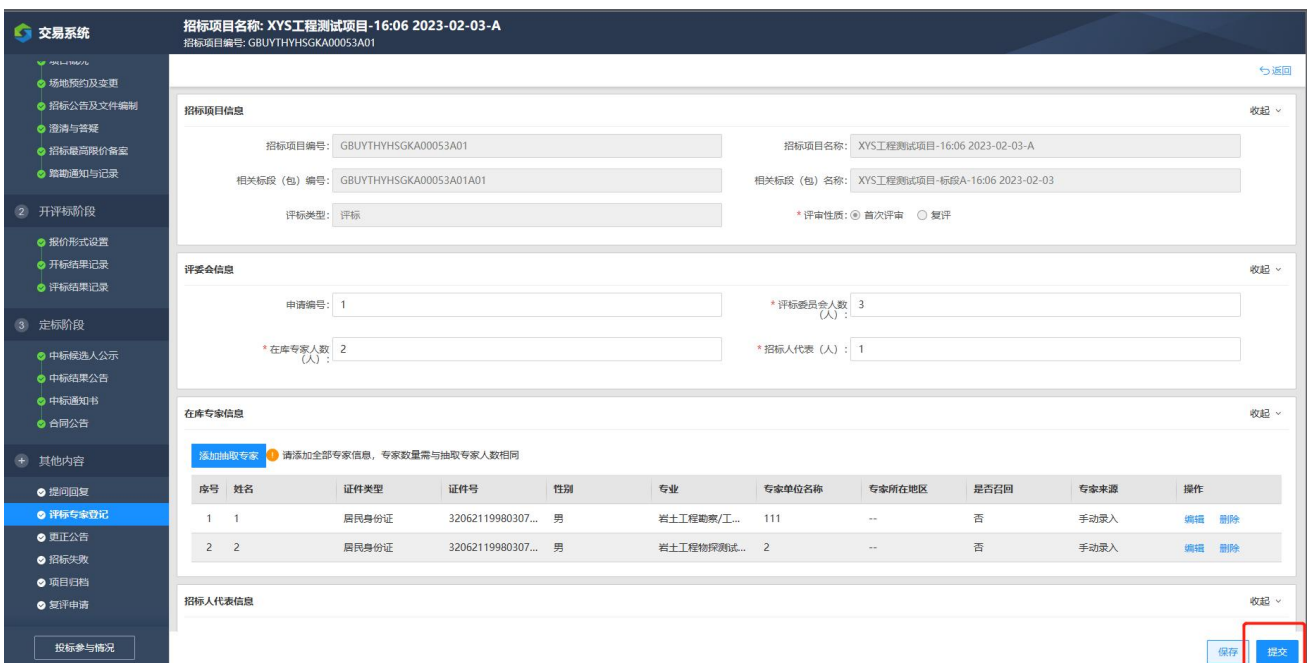 交易系统
招标项目名称: XYS工程测试项目-16:06 2023-02-03-A
招标项目编号: GBUYTHYHSGKA00053A01
场地预约及变更
招标公告及文件编制
澄清与答疑
招标最高限价备案
踏勘通知与记录
2 开评标阶段
报价形式设置
开标结果记录
评标结果记录
3 定标阶段
中标候选人公示
中标结果公告
中标通知书
合同公告
+ 其他内容
提问回复
评标专家登记
更正公告
招标失败
项目归档
复评申请
投标参与情况
返回
招标项目信息 收起
招标项目编号: GBUYTHYHSGKA00053A01 招标项目名称: XYS工程测试项目-16:06 2023-02-03-A
相关标段（包）编号: GBUYTHYHSGKA00053A01A01 相关标段（包）名称: XYS工程测试项目-标段A-16:06 2023-02-03
评标类型: 评标 * 评审性质: 首次评审 复评
评委会信息 收起
申请编号: 1 * 评标委员会人数（人）: 3
* 在库专家人数（人）: 2 * 招标人代表（人）: 1
在库专家信息 收起
添加抽取专家 ! 请添加全部专家信息，专家数量需与抽取专家人数相同
序号 姓名 证件类型 证件号 性别 专业 专家单位名称 专家所在地区 是否召回 专家来源 操作
1 1 居民身份证 32062119980307... 男 岩土工程勘察/工... 111 -- 否 手动录入 编辑 删除
2 2 居民身份证 32062119980307... 男 岩土工程物探测试... 2 -- 否 手动录入 编辑 删除
招标人代表信息 收起
保存 提交